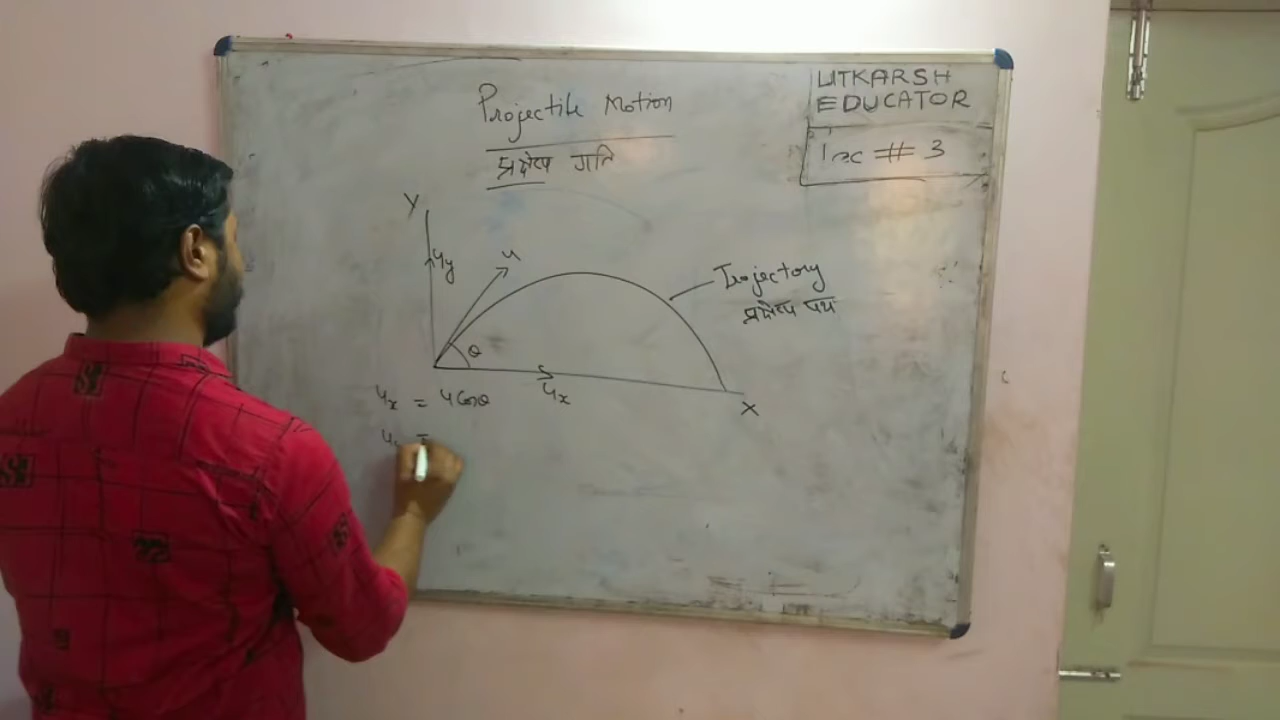 Projectile Motion
प्रक्षेप्य गति
UTKARSH
EDUCATOR
Lec # 3
Y
uy
u
θ
ux
X
Trajectory
प्रक्षेप्य पथ
ux = u cosθ
uy =